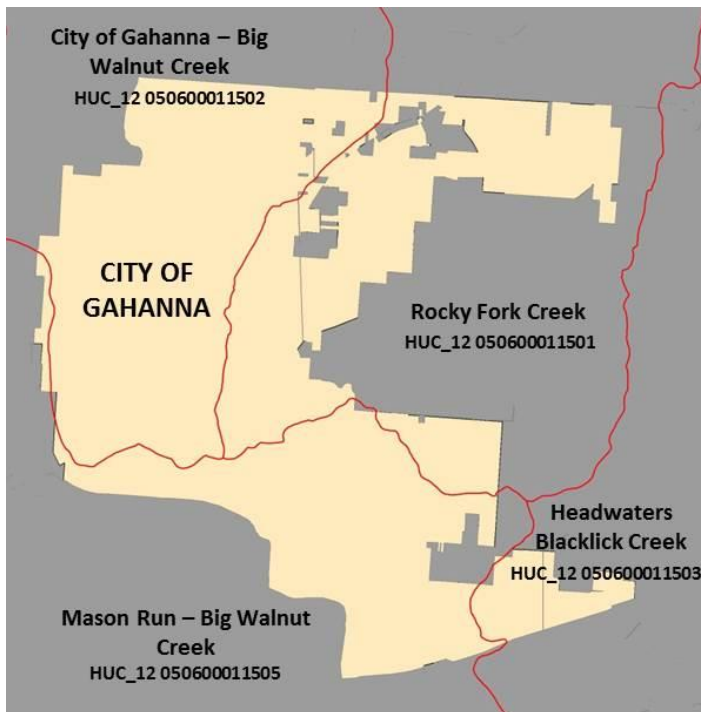 City of Gahanna – Big
Walnut Creek
HUC_12 050600011502
CITY OF
GAHANNA
Rocky Fork Creek
HUC_12 050600011501
Headwaters
Blacklick Creek
HUC_12 050600011503
Mason Run – Big Walnut
Creek
HUC_12 050600011505